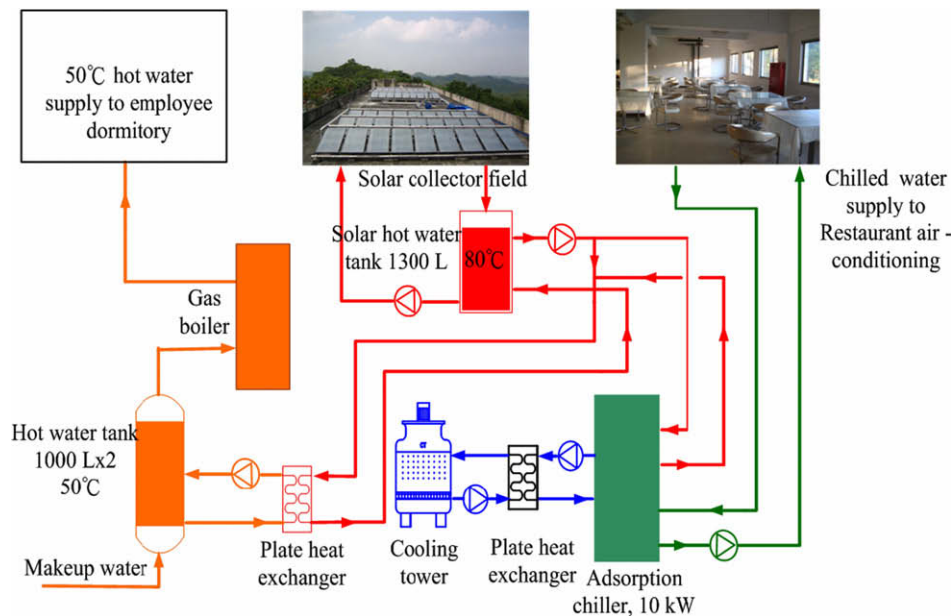 50℃ hot water
supply to employee
dormitory
Solar collector field
Chilled water
supply to
Restaurant air -
conditioning
Solar hot water
tank 1300 L
80℃
Gas
boiler
Hot water tank
1000 Lx2
50℃
Makeup water
Plate heat
exchanger
Cooling
tower
Plate heat
exchanger
Adsorption
chiller, 10 kW